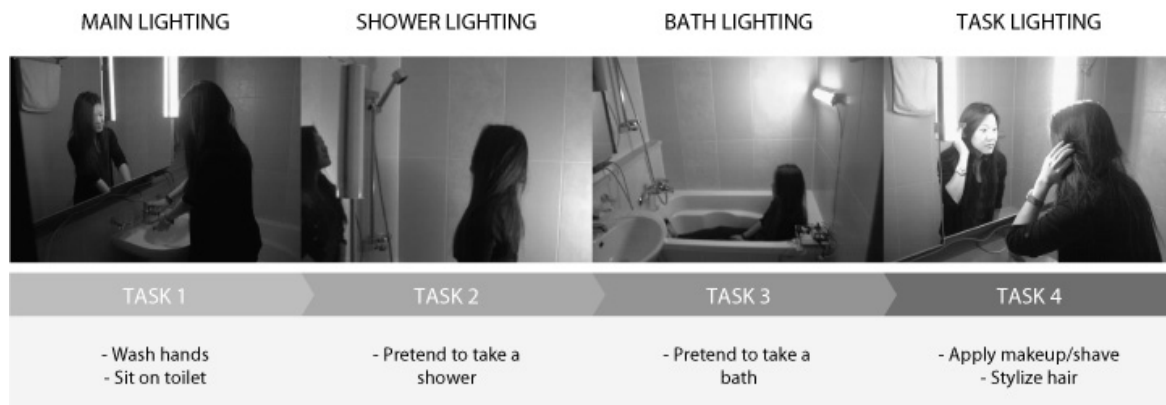 MAIN LIGHTING
SHOWER LIGHTING
BATH LIGHTING
TASK LIGHTING
TASK 1
TASK 2
TASK 3
TASK 4
- Wash hands
- Sit on toilet
- Pretend to take a
shower
- Pretend to take a
bath
- Apply makeup/shave
- Stylize hair